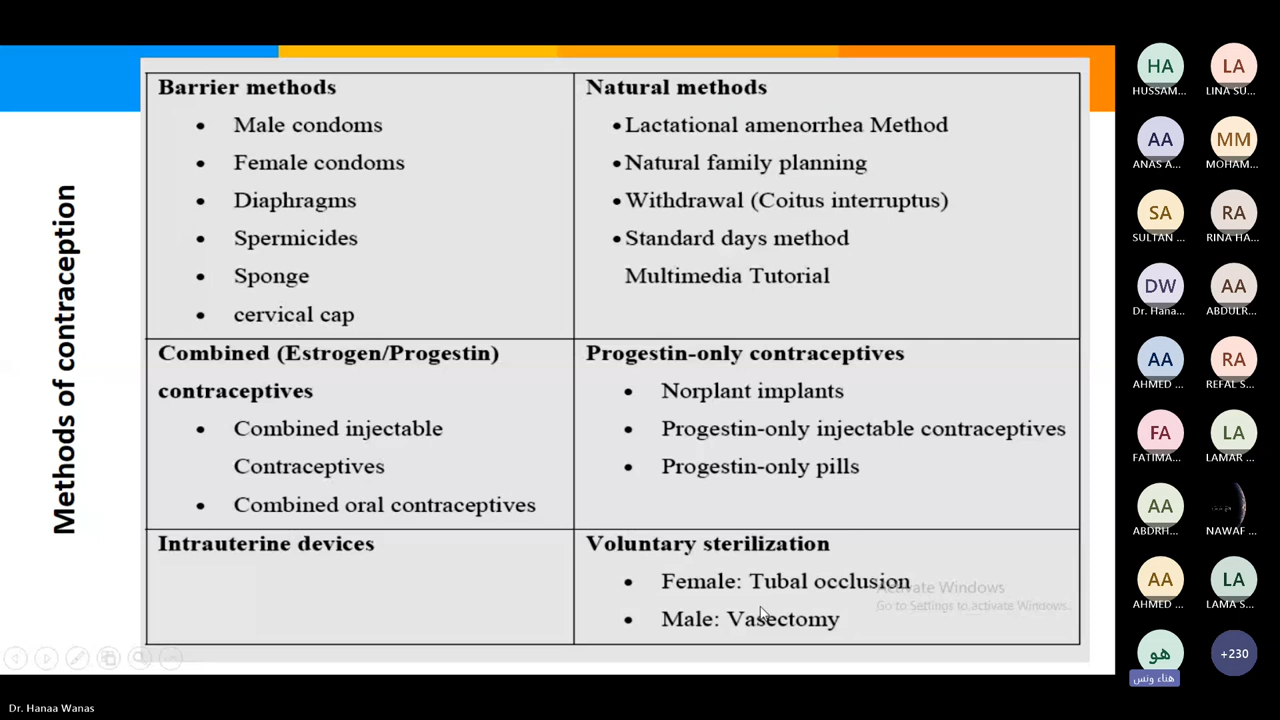 Methods of contraception
Barrier methods
• Male condoms
• Female condoms
• Diaphragms
• Spermicides
• Sponge
• cervical cap
Natural methods
•Lactational amenorrhea Method
•Natural family planning
•Withdrawal (Coitus interruptus)
•Standard days method
Multimedia Tutorial
Combined (Estrogen/Progestin)
contraceptives
• Combined injectable
Contraceptives
• Combined oral contraceptives
Progestin-only contraceptives
• Norplant implants
• Progestin-only injectable contraceptives
• Progestin-only pills
Intrauterine devices
Voluntary sterilization
• Female: Tubal occlusion
• Male: Vasectomy
Activate Windows
Go to Settings to activate Windows.
HA
HUSSAM...
LA
LINA SU...
AA
ANAS A...
MM
MOHAM...
SA
SULTAN ...
RA
RINA HA...
DW
Dr. Hana...
AA
ABDULR...
AA
AHMED ...
RA
REFAL S...
FA
FATIMA...
LA
LAMAR ...
AA
ABDRH...
NAWAF ...
AA
AHMED ...
LA
LAMA S...
هو
هناء ونس
+230
Dr. Hanaa Wanas